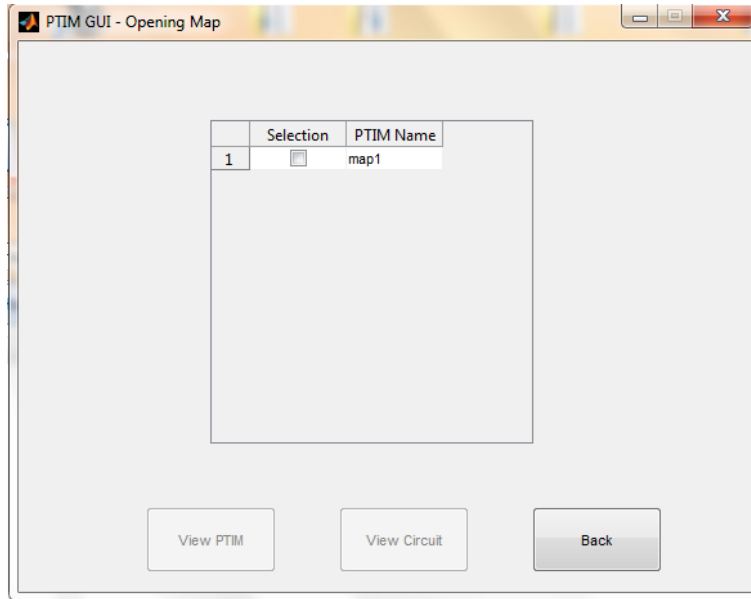 PTIM GUI - Opening Map
Selection PTIM Name
1 map1
View PTIM View Circuit Back